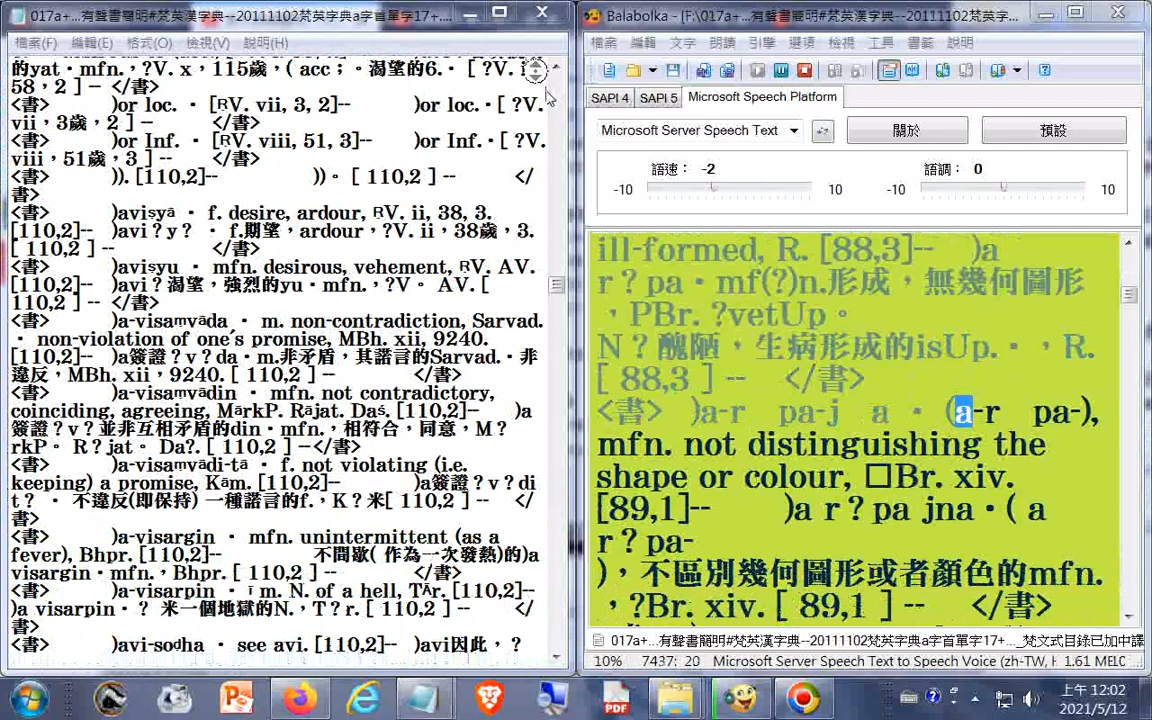 017a+...有聲書簡明#梵英漢字典--20111102梵英字典a字首單字17+...
檔案(F) 編輯(E) 格式(O) 檢視(V) 說明(H)
的yat・mfn.，?V. x，115歲，( acc；。渴望的6.・ [ ?V. i
58，2 ] -- </書>
<書> )or loc.・ [ṚV. vii, 3, 2]-- )or loc.・[ ?V.
vii，3歲，2 ] -- </書>
<書> )or Inf.・ [ṚV. viii, 51, 3]-- )or Inf.・[ ?V.
viii，51歲，3 ] -- </書>
<書> )). [110,2]-- ))。[ 110,2 ] -- </
書>
<書> )aviṣyā ・ f. desire, ardour, ṚV. ii, 38, 3.
[110,2]-- )avi?y? ・ f.期望，ardour，?V. ii，38歲，3.
[ 110,2 ] -- </書>
<書> )aviṣyu ・ mfn. desirous, vehement, ṚV. AV.
[110,2]-- )avi？渴望，強烈的yu・mfn.，?V。 AV.[
110,2 ] -- </書>
<書> )a-visaṃvāda ・ m. non-contradiction, Sarvad.
・ non-violation of one's promise, MBh. xii, 9240.
[110,2]-- )a簽證？v？da・m.非矛盾，其諾言的Sarvad.・非
違反，MBh. xii，9240. [ 110,2 ] -- </書>
<書> )a-visaṃvādin ・ mfn. not contradictory,
coinciding, agreeing, MārkP. Rājat. Daś. [110,2]-- )a
簽證？v？並非互相矛盾的din・mfn.，相符合，同意，M？
rkP。 R？jat。 Da?. [ 110,2 ] --</書>
<書> )a-visaṃvādi-tā ・ f. not violating (i.e.
keeping) a promise, Kām. [110,2]-- )a簽證？v？di
t？ ・ 不違反(即保持) 一種諾言的f.，K？米[ 110,2 ] -- </
書>
<書> )a-visargin ・ mfn. unintermittent (as a
fever), Bhpr. [110,2]-- 不間歇( 作為一次發熱)的)a
visargin・mfn.，Bhpr. [ 110,2 ] -- </書>
<書> )a-visarpin ・ ī m. N. of a hell, TĀr. [110,2]--
)a visarpin・？ 米一個地獄的N.，T？r. [ 110,2 ] -- </
書>
<書> )avi-soḍha ・ see avi. [110,2]-- )avi因此，？
Balabolka - [F:\017a+...有聲書簡明#梵英漢字典--20111102梵英字...
檔案 編輯 文字 朗讀 引擎 選項 檢視 工具 書籤 說明
SAPI 4 SAPI 5 Microsoft Speech Platform
Microsoft Server Speech Text 關於 預設
語速： -2 語調： 0
-10 10 -10 10
ill-formed, R. [88,3]-- )a
r？pa・mf(?)n.形成，無幾何圖形
，PBr. ?vetUp。
N？醜陋，生病形成的isUp.・，R.
[ 88,3 ] -- </書>
<書> )a-r pa-j a ・ (a-r pa-),
mfn. not distinguishing the
shape or colour, □Br. xiv.
[89,1]-- )a r？pa jna・( a
r？pa-
)，不區別幾何圖形或者顏色的mfn.
，?Br. xiv. [ 89,1 ] -- </書>
017a+...有聲書簡明#梵英漢字典--20111102梵英字典a字首單字17+..._梵文式目錄已加中譯
10% 7437: 20 Microsoft Server Speech Text to Speech Voice (zh-TW, H 1.61 MELO
上午 12:02
2021/5/12